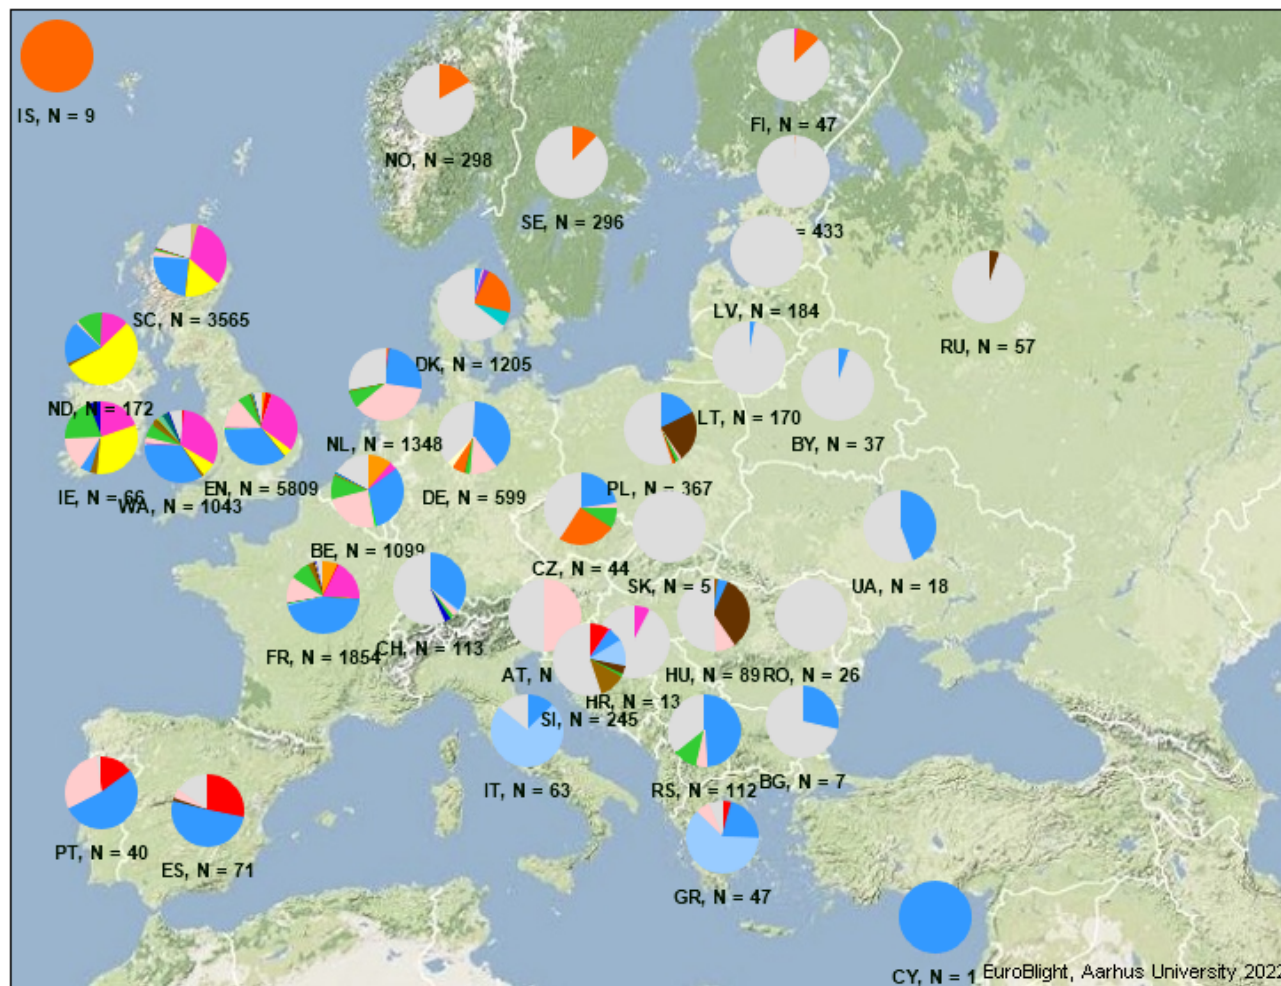 IS, N = 9
FI, N = 47
NO, N = 298
SE, N = 296
= 433
SC, N = 3565
LV, N = 184
RU, N = 57
DK, N = 1205
ND, N = 172
LT, N = 170
BY, N = 37
NL, N = 1348
IE, N = 66
EN, N = 5809
WA, N = 1043
DE, N = 599
PL, N = 367
BE, N = 1099
CZ, N = 44
SK, N = 5
UA, N = 18
FR, N = 1854
CH, N = 113
AT, N
HU, N = 89
RO, N = 26
HR, N = 13
SI, N = 245
IT, N = 63
RS, N = 112
BG, N = 7
PT, N = 40
ES, N = 71
GR, N = 47
CY, N = 1
EuroBlight, Aarhus University 2022